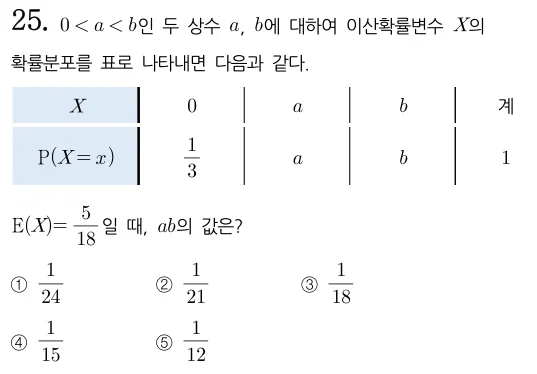 25. 0 < a < b인 두 상수 a, b에 대하여 이산확률변수 X의
확률분포를 표로 나타내면 다음과 같다.
X 0 a b 계
P(X=x) 1/3 a b 1
E(X)= 5/18 일 때, ab의 값은?
① 1/24 ② 1/21 ③ 1/18
④ 1/15 ⑤ 1/12